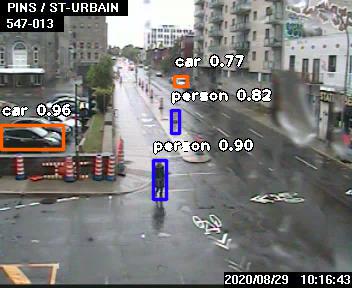 PINS / ST-URBAIN
547-013
car 0.77
person 0.82
car 0.96
person 0.90
2020/08/29 10:16:43